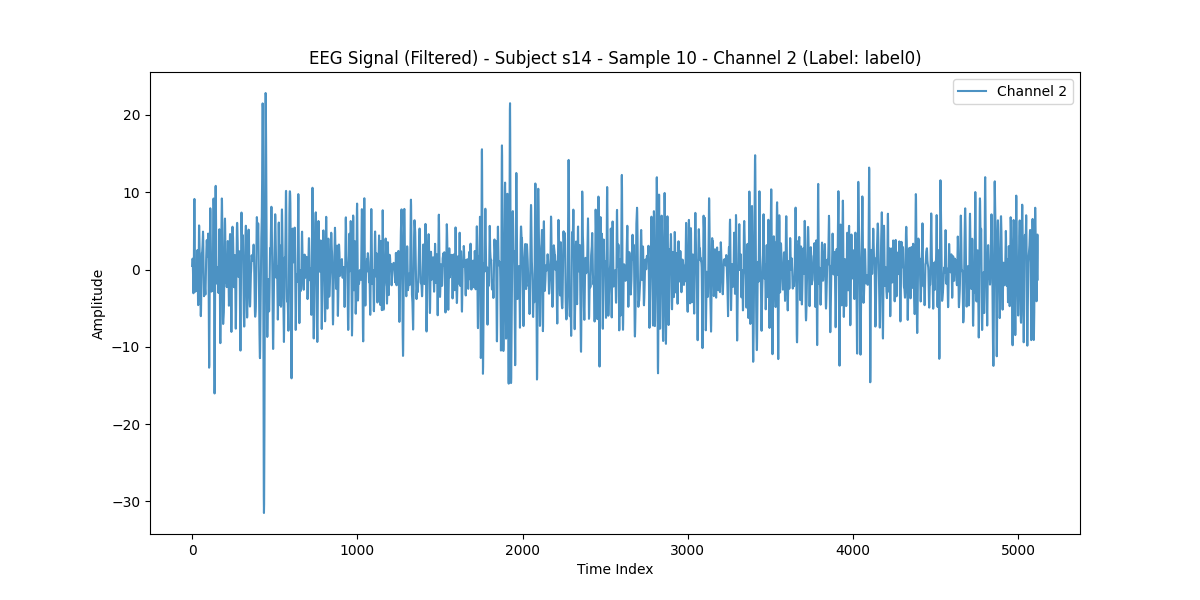 EEG Signal (Filtered) - Subject s14 - Sample 10 - Channel 2 (Label: label0)
Channel 2
Amplitude
20
10
0
−10
−20
−30
0 1000 2000 3000 4000 5000
Time Index